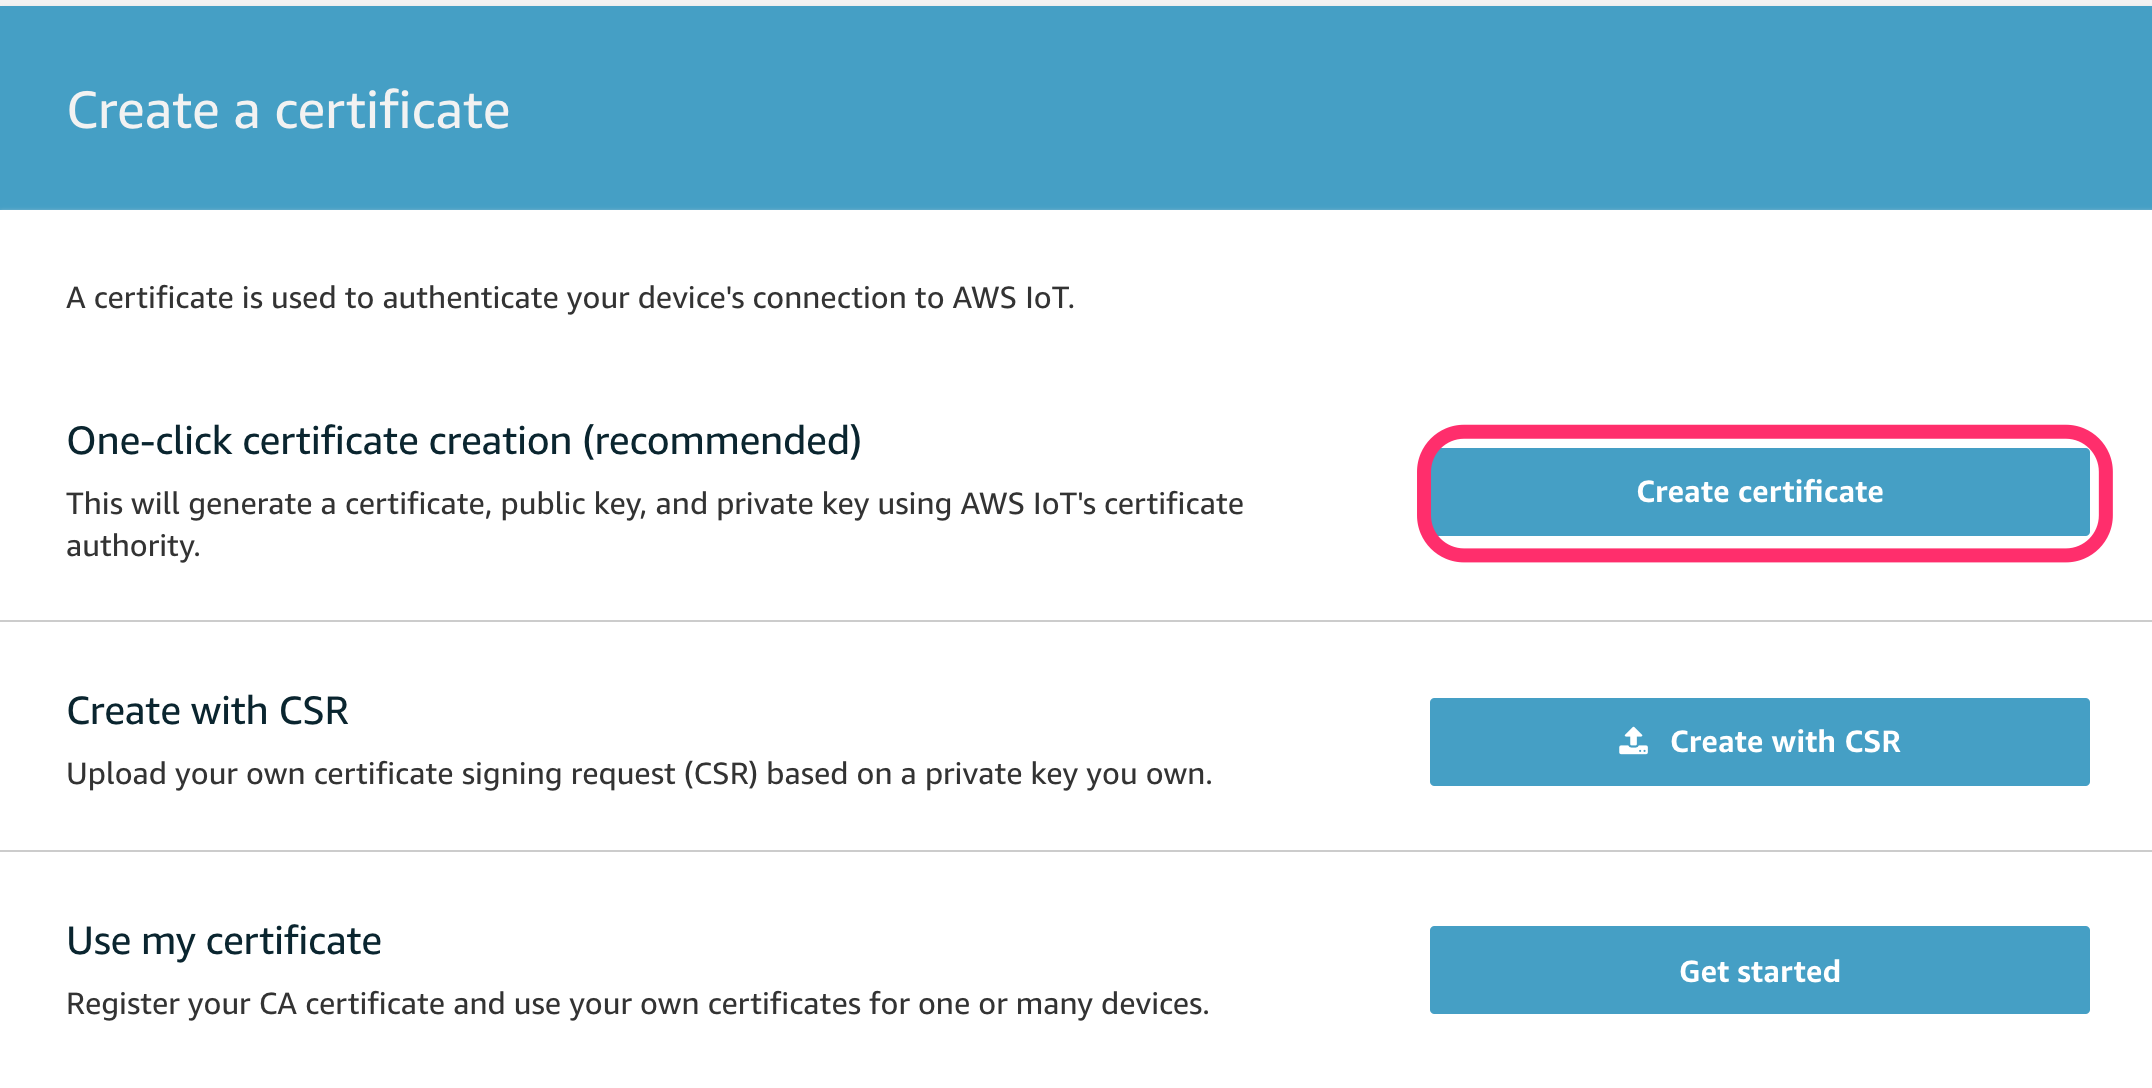 Create a certificate
A certificate is used to authenticate your device's connection to AWS IoT.
One-click certificate creation (recommended)
This will generate a certificate, public key, and private key using AWS IoT's certificate
authority.
Create certificate
Create with CSR
Upload your own certificate signing request (CSR) based on a private key you own.
Create with CSR
Use my certificate
Register your CA certificate and use your own certificates for one or many devices.
Get started